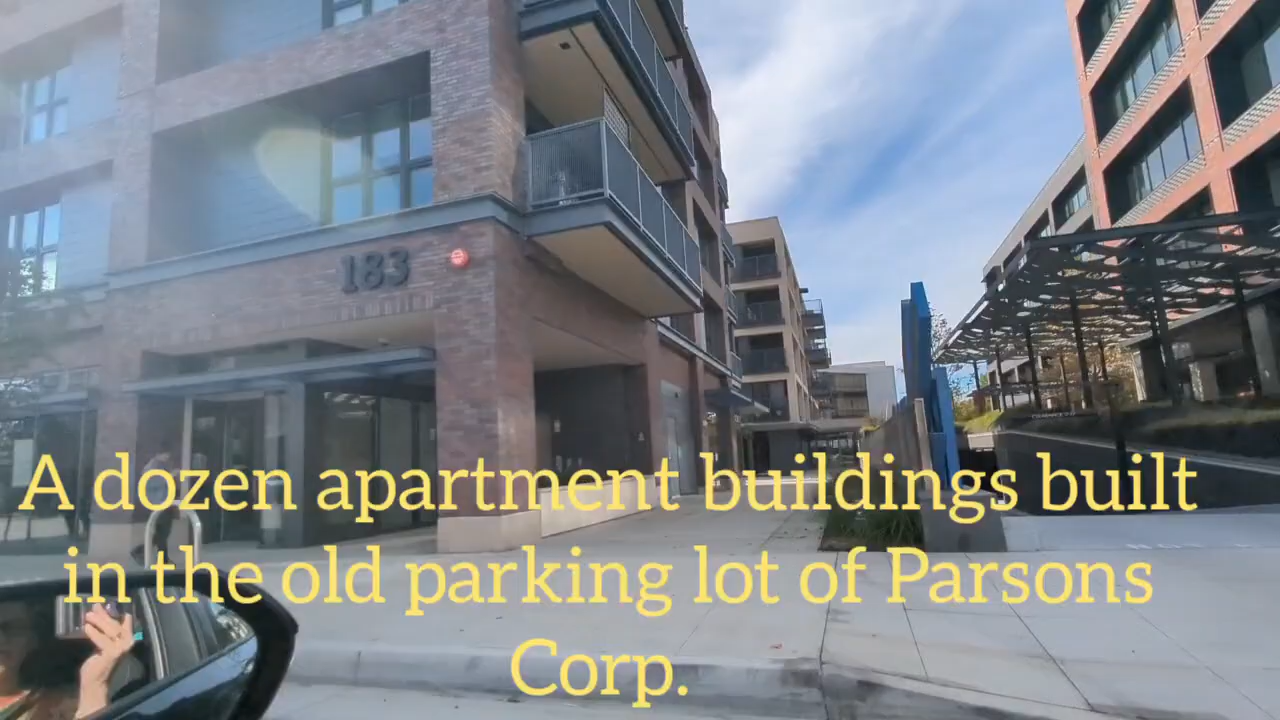 183
A dozen apartment buildings built
in the old parking lot of Parsons
Corp.